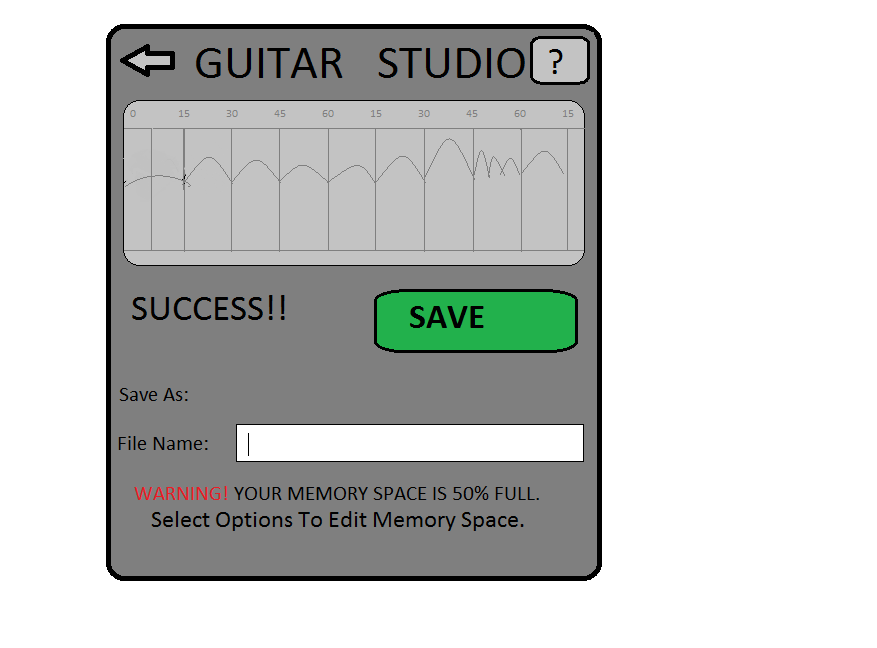 GUITAR STUDIO ?
0 15 30 45 60 15 30 45 60 15
SUCCESS!!
SAVE
Save As:
File Name:
WARNING! YOUR MEMORY SPACE IS 50% FULL.
Select Options To Edit Memory Space.